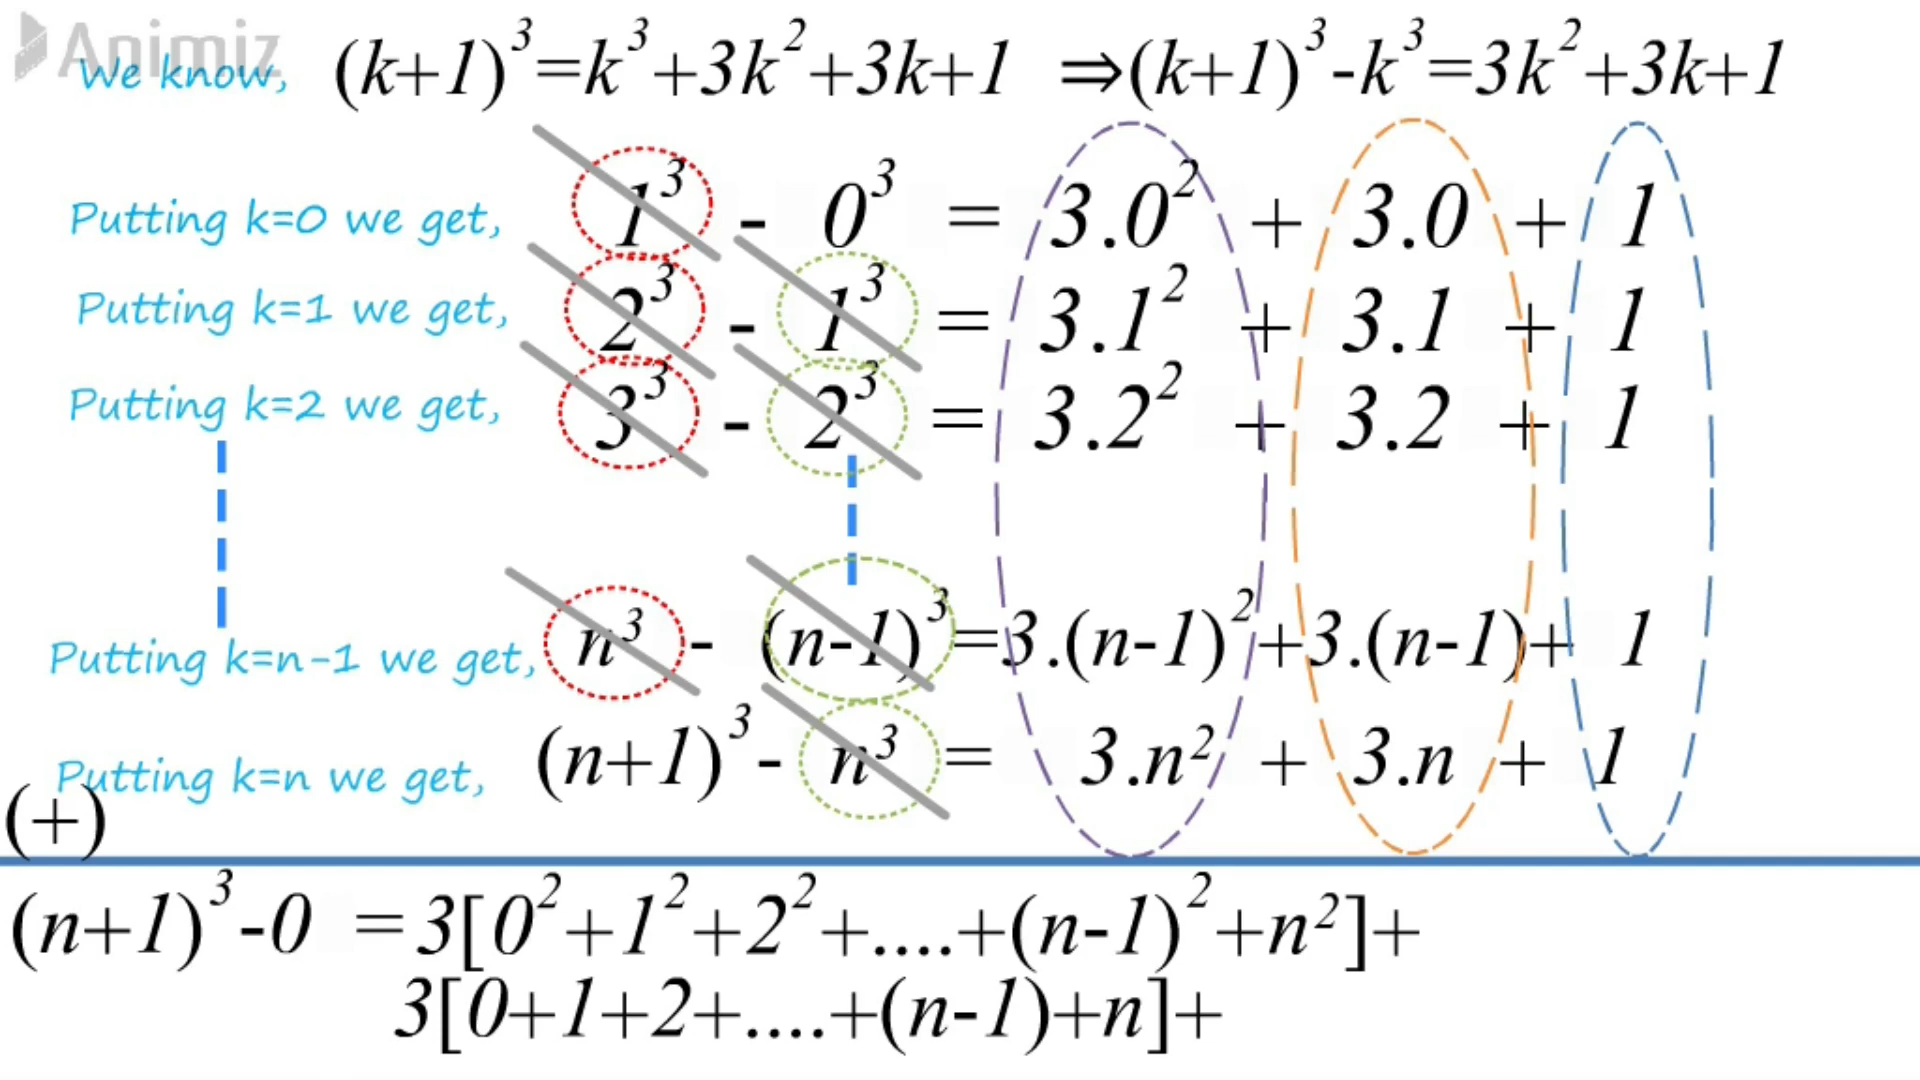 Animiz
We know, (k+1)³=k³+3k²+3k+1 ⇒(k+1)³-k³=3k²+3k+1
Putting k=0 we get, 1³ - 0³ = 3.0² + 3.0 + 1
Putting k=1 we get, 2³ - 1³ = 3.1² + 3.1 + 1
Putting k=2 we get, 3³ - 2³ = 3.2² + 3.2 + 1
Putting k=n-1 we get, n³ - (n-1)³=3.(n-1)²+3.(n-1)+ 1
Putting k=n we get, (n+1)³- n³ = 3.n² + 3.n + 1
(+)
(n+1)³-0 =3[0²+1²+2²+....+(n-1)²+n²]+
3[0+1+2+....+(n-1)+n]+